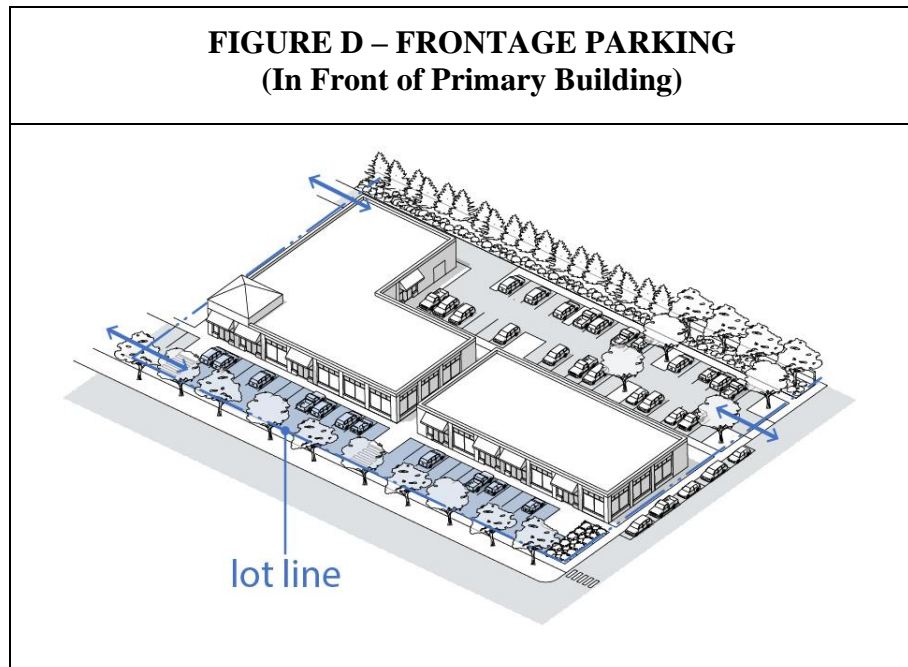 FIGURE D – FRONTAGE PARKING
(In Front of Primary Building)
lot line